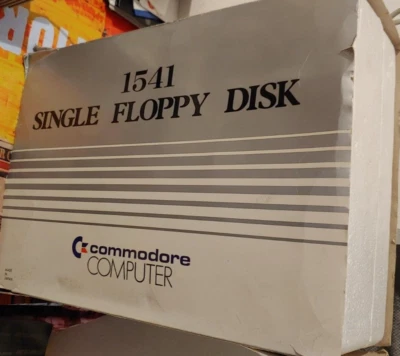 1541
SINGLE FLOPPY DISK
commodore
COMPUTER